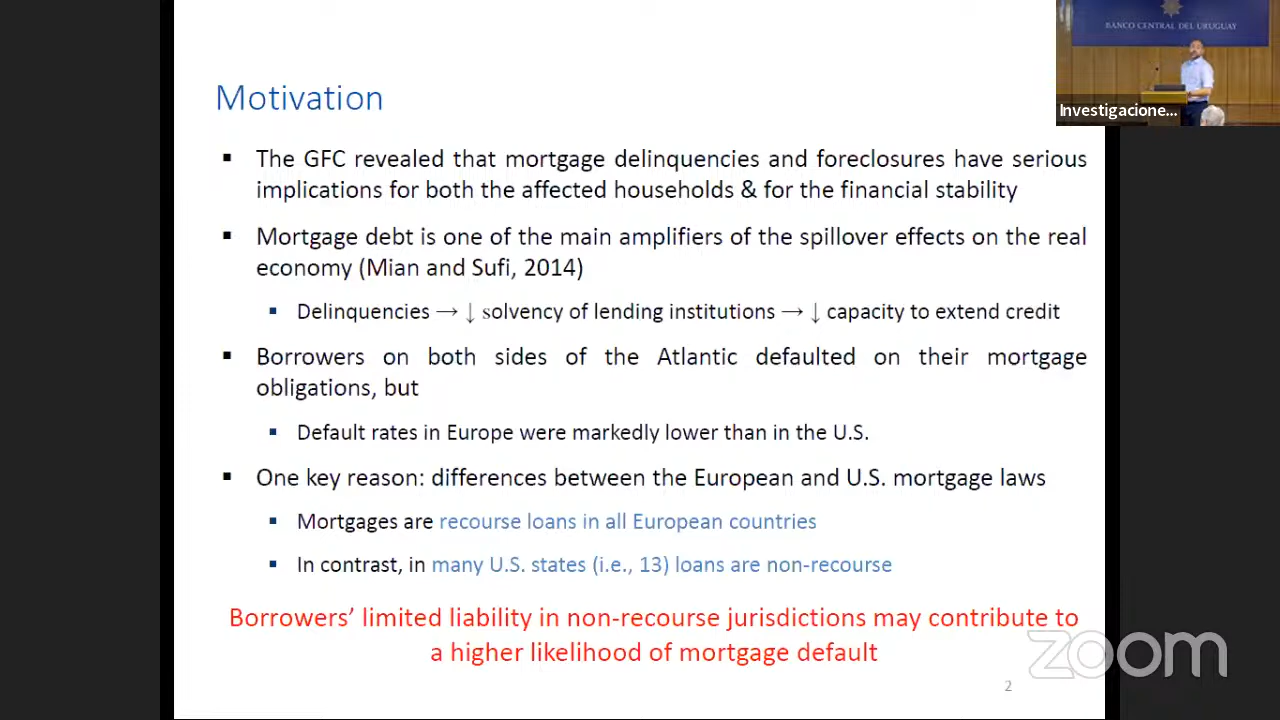 BANCO CENTRAL DEL URUGUAY
Investigacione...
Motivation
▪ The GFC revealed that mortgage delinquencies and foreclosures have serious
implications for both the affected households & for the financial stability
▪ Mortgage debt is one of the main amplifiers of the spillover effects on the real
economy (Mian and Sufi, 2014)
▪ Delinquencies → ↓ solvency of lending institutions → ↓ capacity to extend credit
▪ Borrowers on both sides of the Atlantic defaulted on their mortgage
obligations, but
▪ Default rates in Europe were markedly lower than in the U.S.
▪ One key reason: differences between the European and U.S. mortgage laws
▪ Mortgages are recourse loans in all European countries
▪ In contrast, in many U.S. states (i.e., 13) loans are non-recourse
Borrowers’ limited liability in non-recourse jurisdictions may contribute to
a higher likelihood of mortgage default
zoom
2